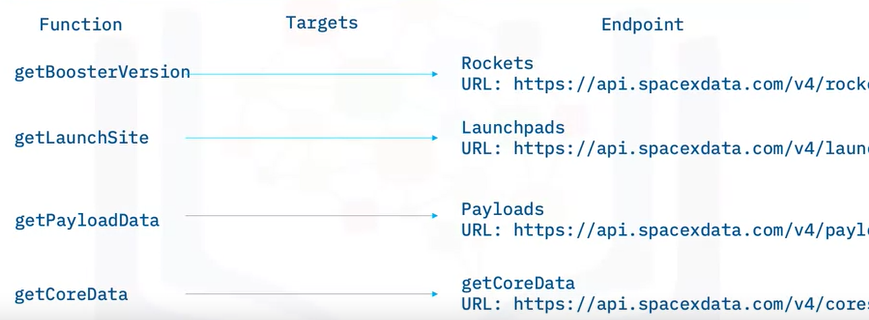 Function Targets Endpoint
getBoosterVersion Rockets
URL: https://api.spacexdata.com/v4/rock
getLaunchSite Launchpads
URL: https://api.spacexdata.com/v4/laun
getPayloadData Payloads
URL: https://api.spacexdata.com/v4/payl
getCoreData getCoreData
URL: https://api.spacexdata.com/v4/cores